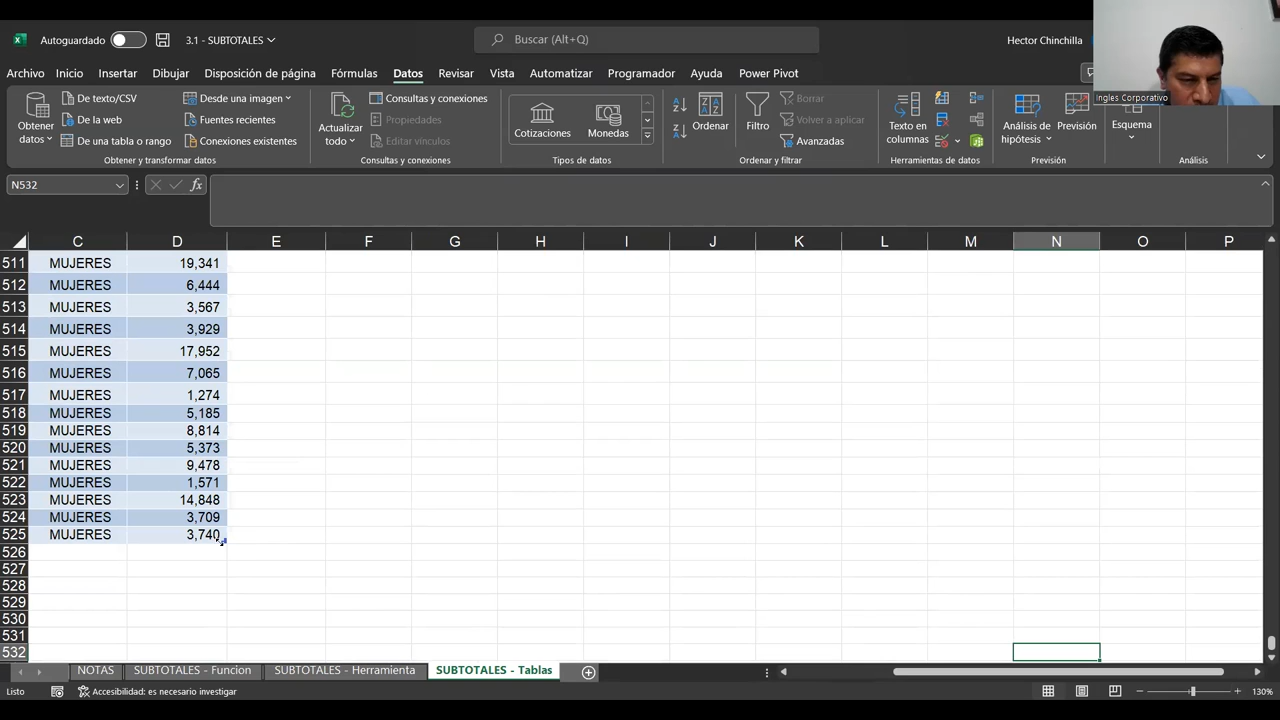 Autoguardado 3.1 - SUBTOTALES Buscar (Alt+Q) Hector Chinchilla
Archivo Inicio Insertar Dibujar Disposición de página Fórmulas Datos Revisar Vista Automatizar Programador Ayuda Power Pivot
Ingles Corporativo
Obtener datos
De texto/CSV
De la web
De una tabla o rango
Desde una imagen
Fuentes recientes
Conexiones existentes
Obtener y transformar datos
Actualizar todo
Consultas y conexiones
Propiedades
Editar vínculos
Consultas y conexiones
Cotizaciones Monedas
Tipos de datos
Ordenar
Filtro
Borrar
Volver a aplicar
Avanzadas
Ordenar y filtrar
Texto en columnas
Herramientas de datos
Análisis de hipótesis
Previsión
Previsión
Esquema
Análisis
N532 fx
C D E F G H I J K L M N O P
511 MUJERES 19,341
512 MUJERES 6,444
513 MUJERES 3,567
514 MUJERES 3,929
515 MUJERES 17,952
516 MUJERES 7,065
517 MUJERES 1,274
518 MUJERES 5,185
519 MUJERES 8,814
520 MUJERES 5,373
521 MUJERES 9,478
522 MUJERES 1,571
523 MUJERES 14,848
524 MUJERES 3,709
525 MUJERES 3,740
526
527
528
529
530
531
532
NOTAS SUBTOTALES - Funcion SUBTOTALES - Herramienta SUBTOTALES - Tablas
Listo Accesibilidad: es necesario investigar 130%